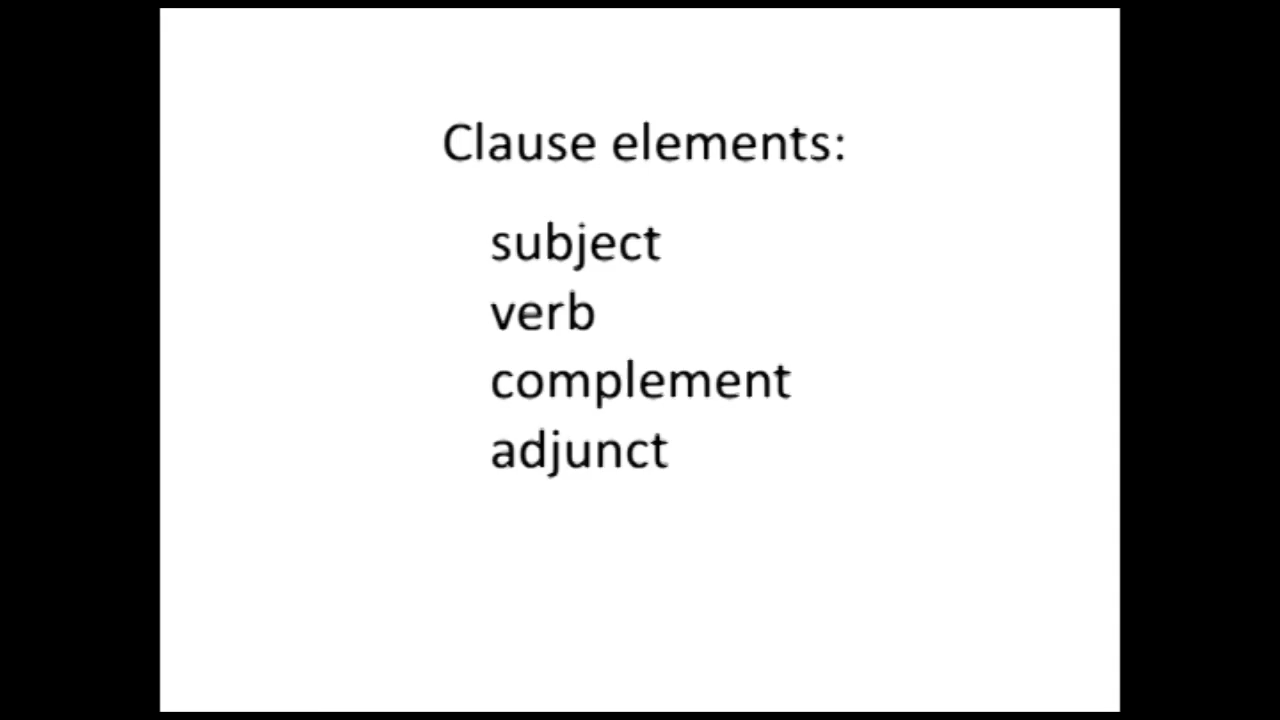 Clause elements:
subject
verb
complement
adjunct